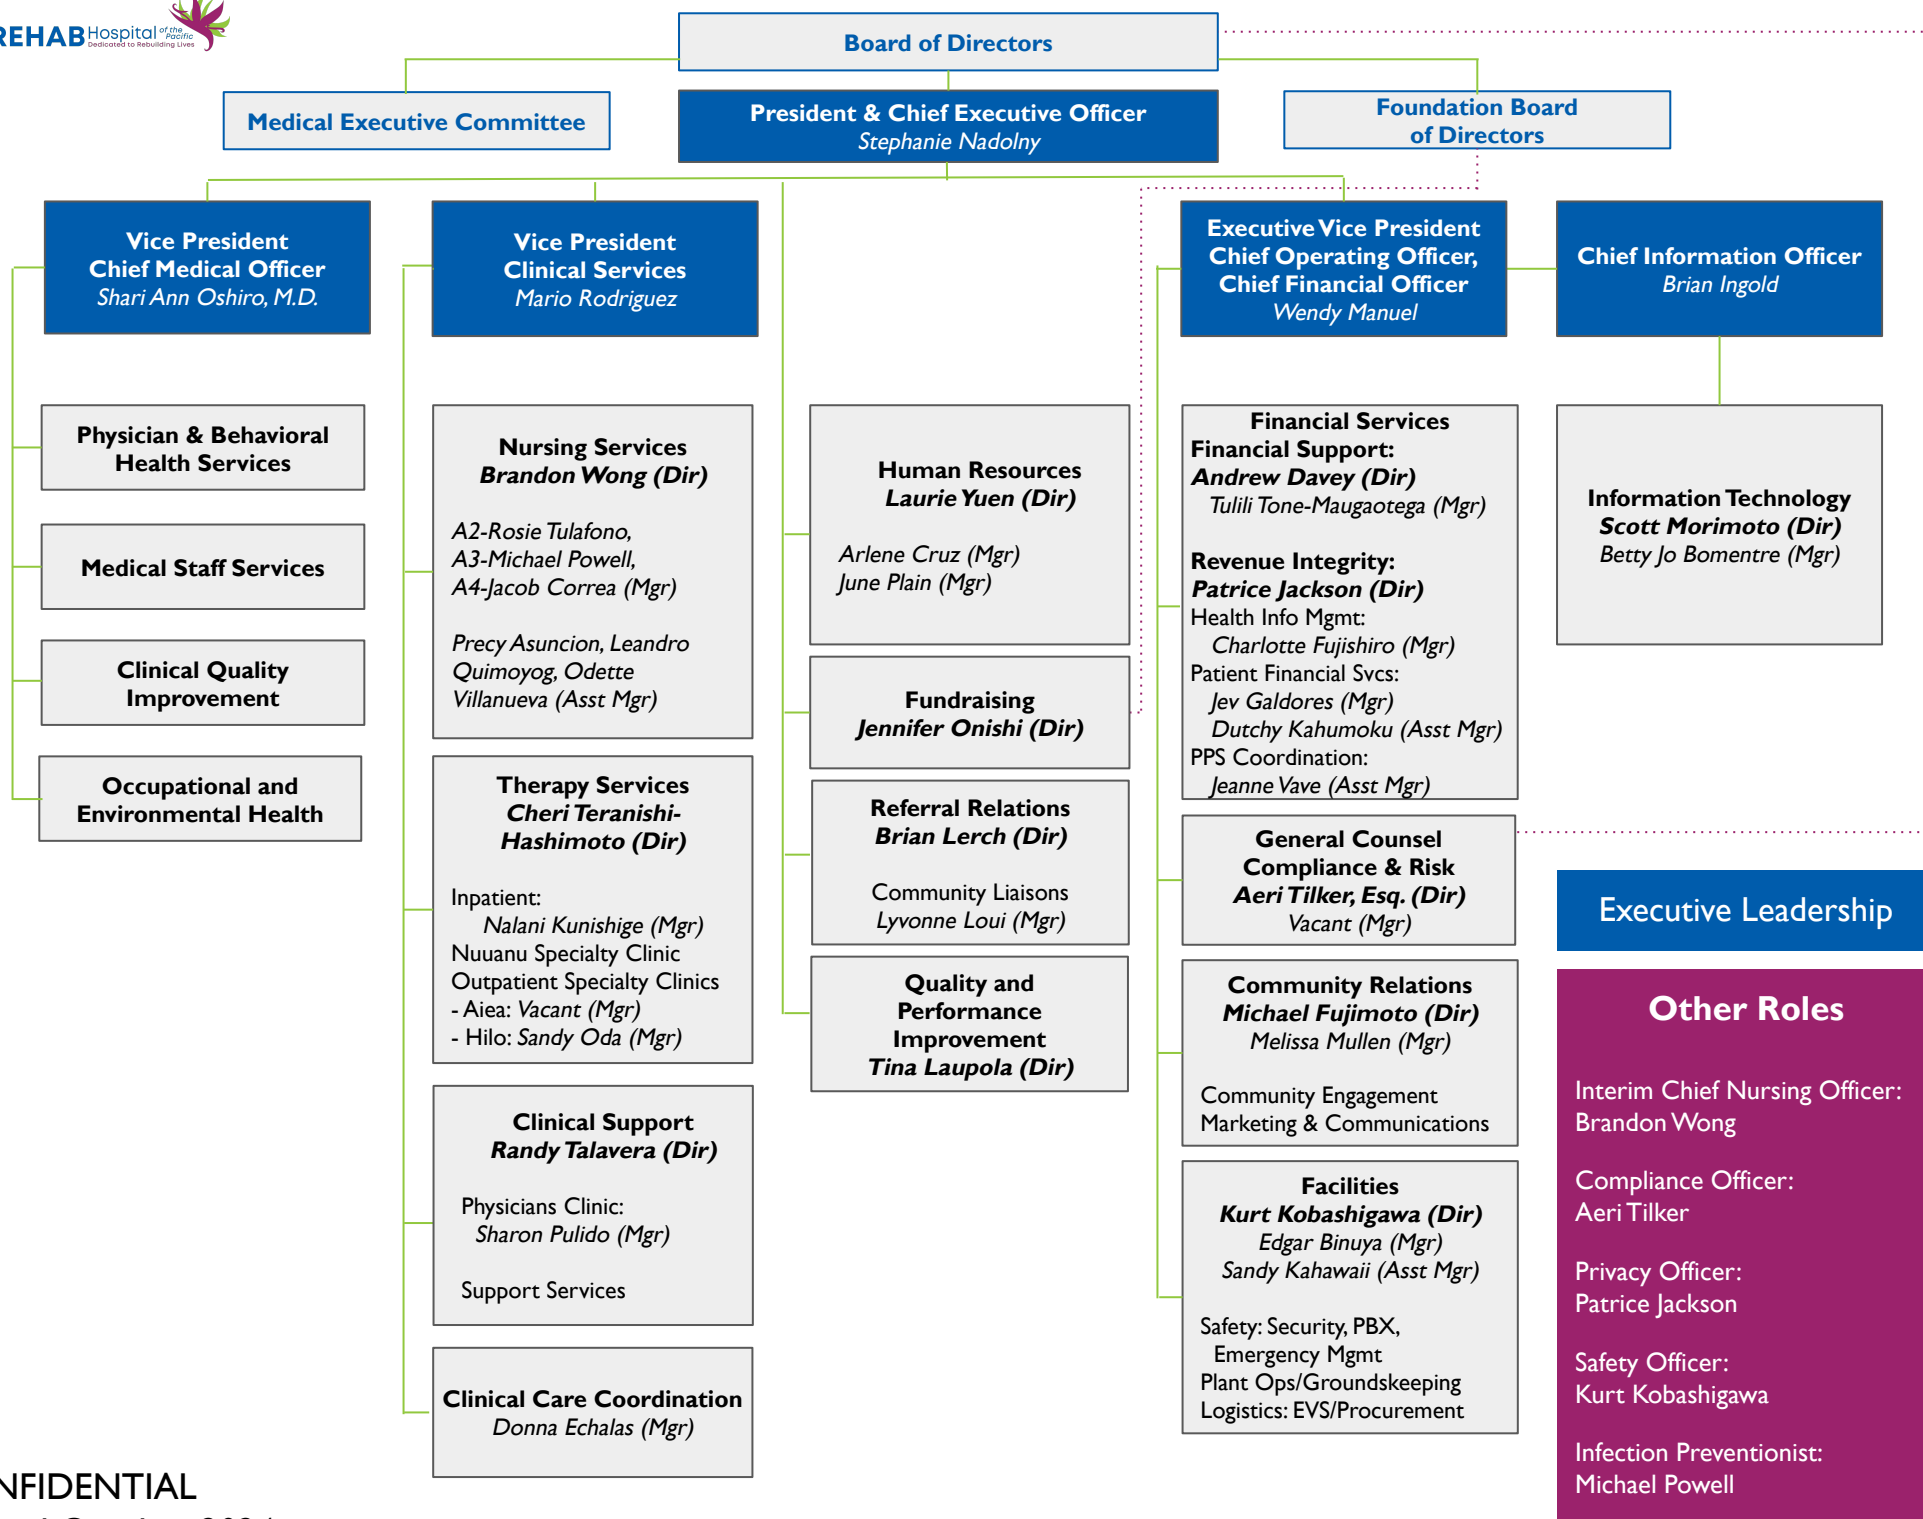 REHAB Hospital of the Pacific
Dedicated to Rebuilding Lives
Board of Directors
Medical Executive Committee
President & Chief Executive Officer
Stephanie Nadolny
Foundation Board
of Directors
Vice President
Chief Medical Officer
Shari Ann Oshiro, M.D.
Vice President
Clinical Services
Mario Rodriguez
Executive Vice President
Chief Operating Officer,
Chief Financial Officer
Wendy Manuel
Chief Information Officer
Brian Ingold
Physician & Behavioral
Health Services
Medical Staff Services
Clinical Quality
Improvement
Occupational and
Environmental Health
Nursing Services
Brandon Wong (Dir)
A2-Rosie Tulafono,
A3-Michael Powell,
A4-Jacob Correa (Mgr)
Precy Asuncion, Leandro
Quimoyog, Odette
Villanueva (Asst Mgr)
Therapy Services
Cheri Teranishi-
Hashimoto (Dir)
Inpatient:
Nalani Kunishige (Mgr)
Nuuanu Specialty Clinic
Outpatient Specialty Clinics
- Aiea: Vacant (Mgr)
- Hilo: Sandy Oda (Mgr)
Clinical Support
Randy Talavera (Dir)
Physicians Clinic:
Sharon Pulido (Mgr)
Support Services
Clinical Care Coordination
Donna Echalas (Mgr)
Human Resources
Laurie Yuen (Dir)
Arlene Cruz (Mgr)
June Plain (Mgr)
Fundraising
Jennifer Onishi (Dir)
Referral Relations
Brian Lerch (Dir)
Community Liaisons
Lyvonne Loui (Mgr)
Quality and
Performance
Improvement
Tina Laupola (Dir)
Financial Services
Financial Support:
Andrew Davey (Dir)
Tulili Tone-Maugaotega (Mgr)
Revenue Integrity:
Patrice Jackson (Dir)
Health Info Mgmt:
Charlotte Fujishiro (Mgr)
Patient Financial Svcs:
Jev Galdores (Mgr)
Dutchy Kahumoku (Asst Mgr)
PPS Coordination:
Jeanne Vave (Asst Mgr)
General Counsel
Compliance & Risk
Aeri Tilker, Esq. (Dir)
Vacant (Mgr)
Community Relations
Michael Fujimoto (Dir)
Melissa Mullen (Mgr)
Community Engagement
Marketing & Communications
Facilities
Kurt Kobashigawa (Dir)
Edgar Binuya (Mgr)
Sandy Kahawaii (Asst Mgr)
Safety: Security, PBX,
Emergency Mgmt
Plant Ops/Groundskeeping
Logistics: EVS/Procurement
Information Technology
Scott Morimoto (Dir)
Betty Jo Bomentre (Mgr)
Executive Leadership
Other Roles
Interim Chief Nursing Officer:
Brandon Wong
Compliance Officer:
Aeri Tilker
Privacy Officer:
Patrice Jackson
Safety Officer:
Kurt Kobashigawa
Infection Preventionist:
Michael Powell
NFIDENTIAL